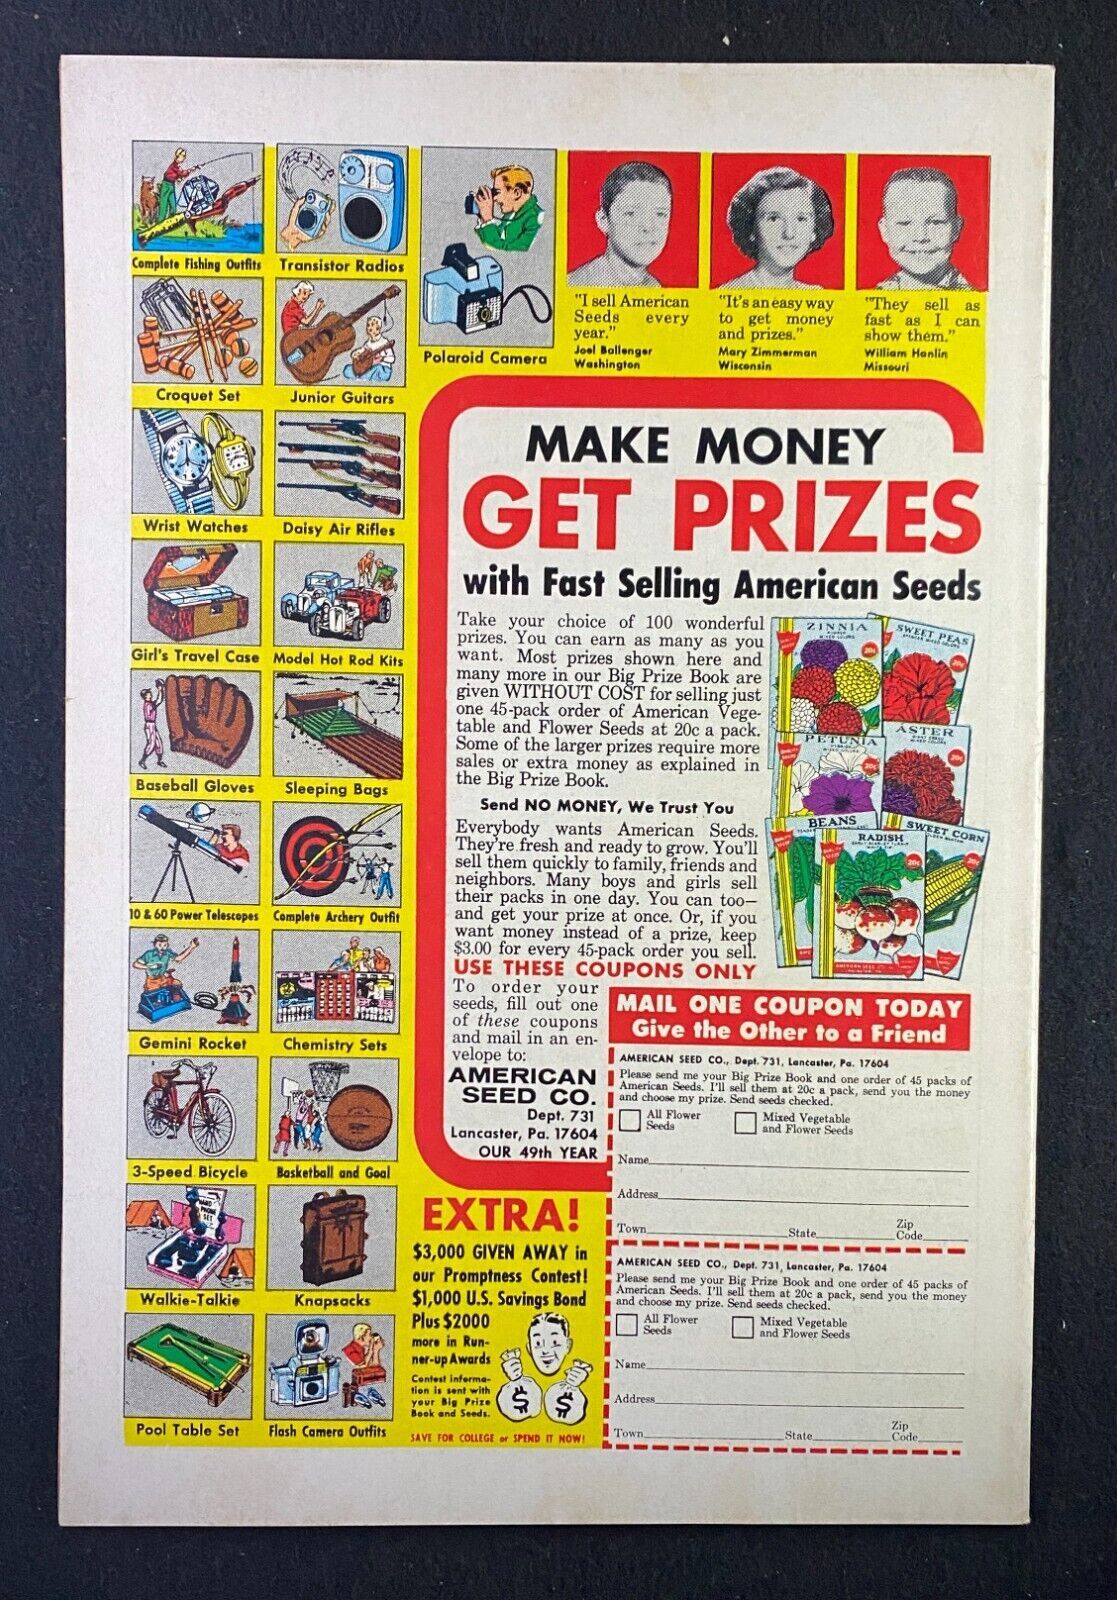 Complete Fishing Outfits
Transistor Radios
Polaroid Camera
Croquet Set
Junior Guitars
Wrist Watches
Daisy Air Rifles
Girl's Travel Case
Model Hot Rod Kits
Baseball Gloves
Sleeping Bags
10 & 60 Power Telescopes
Complete Archery Outfit
Gemini Rocket
Chemistry Sets
3-Speed Bicycle
Basketball and Goal
Walkie-Talkie
Knapsacks
Pool Table Set
Flash Camera Outfits
"I sell American
Seeds every
year."
Joel Ballenger
Washington
"It's an easy way
to get money
and prizes."
Mary Zimmerman
Wisconsin
"They sell as
fast as I can
show them."
William Henlin
Missouri
MAKE MONEY
GET PRIZES
with Fast Selling American Seeds
Take your choice of 100 wonderful
prizes. You can earn as many as you
want. Most prizes shown here and
many more in our Big Prize Book are
given WITHOUT COST for selling just
one 45-pack order of American Vege-
table and Flower Seeds at 20c a pack.
Some of the larger prizes require more
sales or extra money as explained in
the Big Prize Book.
Send NO MONEY, We Trust You
Everybody wants American Seeds.
They're fresh and ready to grow. You'll
sell them quickly to family, friends and
neighbors. Many boys and girls sell
their packs in one day. You can too—
and get your prize at once. Or, if you
want money instead of a prize, keep
$3.00 for every 45-pack order you sell.
ZINNIA
MIXED COLORS
20c
SWEET PEAS
20c
PETUNIA
20c
ASTER
MIXED COLORS
20c
BEANS
RADISH
20c
AMERICAN SEED CO.
SWEET CORN
20c
USE THESE COUPONS ONLY
To order your
seeds, fill out one
of these coupons
and mail in an en-
velope to:
AMERICAN
SEED CO.
Dept. 731
Lancaster, Pa. 17604
OUR 49th YEAR
MAIL ONE COUPON TODAY
Give the Other to a Friend
AMERICAN SEED CO., Dept. 731, Lancaster, Pa. 17604
Please send me your Big Prize Book and one order of 45 packs of
American Seeds. I'll sell them at 20c a pack, send you the money
and choose my prize. Send seeds checked.
All Flower
Seeds
Mixed Vegetable
and Flower Seeds
Name
Address
Town State Zip
Code
AMERICAN SEED CO., Dept. 731, Lancaster, Pa. 17604
Please send me your Big Prize Book and one order of 45 packs of
American Seeds. I'll sell them at 20c a pack, send you the money
and choose my prize. Send seeds checked.
All Flower
Seeds
Mixed Vegetable
and Flower Seeds
Name
Address
Town State Zip
Code
EXTRA!
$3,000 GIVEN AWAY in
our Promptness Contest!
$1,000 U.S. Savings Bond
Plus $2000
more in Run-
ner-up Awards
Contest informa-
tion is sent with
your Big Prize
Book and Seeds.
$ $
SAVE FOR COLLEGE or SPEND IT NOW!